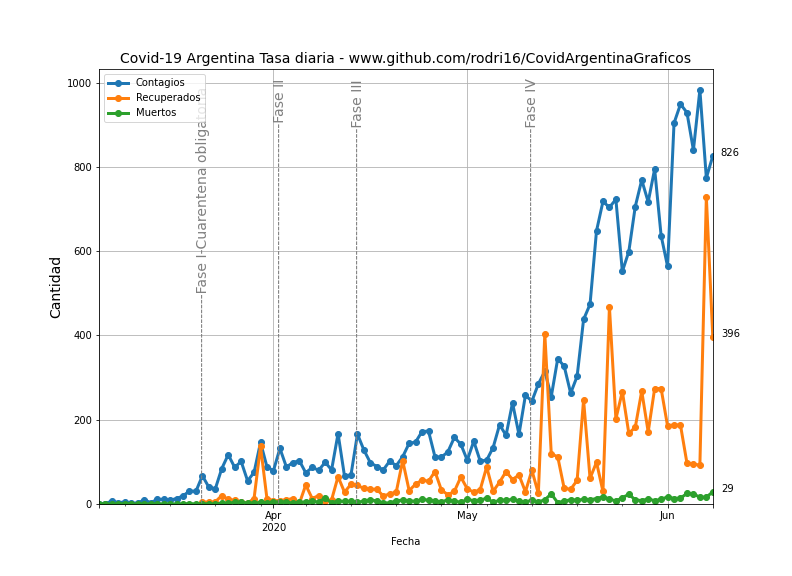 Covid-19 Argentina Tasa diaria - www.github.com/rodri16/CovidArgentinaGraficos
Contagios
Recuperados
Muertos
Fase I-Cuarentena obligatoria
Fase II
Fase III
Fase IV
1000
800
600
400
200
0
Cantidad
826
396
29
Apr
2020
May
Jun
Fecha